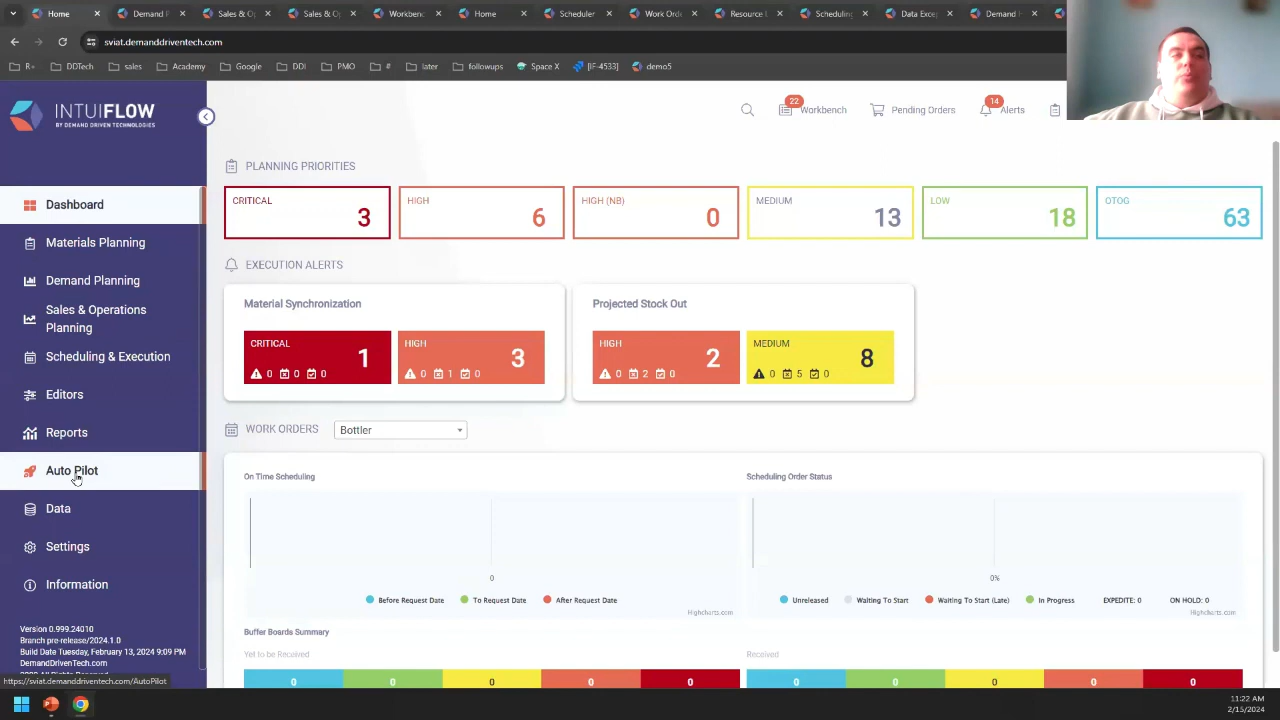 Home
Demand P
Sales & O
Sales & Op
Workbenc
Home
Schedulin
Work Ord
Resource U
Scheduling
Data Exce
Demand P
sviat.demanddriventech.com
R+
DDTech
sales
Academy
Google
DDI
PMO
#
later
Showups
Space X
[IF-4533]
demo5
INTUIFLOW
BY DEMAND DRIVEN TECHNOLOGIES
22
Workbench
Pending Orders
14
Alerts
Dashboard
Materials Planning
Demand Planning
Sales & Operations
Planning
Scheduling & Execution
Editors
Reports
Auto Pilot
Data
Settings
Information
Version 0.999.24010
Branch pre-release/2024.1.0
Build Date Tuesday, February 13, 2024 9:09 PM
DemandDrivenTech.com
https://sviat.demanddriventech.com/AutoPilot
PLANNING PRIORITIES
CRITICAL
3
HIGH
6
HIGH (NB)
0
MEDIUM
13
LOW
18
OTOG
63
EXECUTION ALERTS
Material Synchronization
CRITICAL
1
0 0 0
HIGH
3
0 1 0
Projected Stock Out
HIGH
2
0 2 0
MEDIUM
8
0 5 0
WORK ORDERS
Bottler
On Time Scheduling
0
Before Request Date
To Request Date
After Request Date
Highcharts.com
Scheduling Order Status
0%
Unreleased
Waiting To Start
Waiting To Start (Late)
In Progress
EXPEDITE: 0
ON HOLD: 0
Highcharts.com
Buffer Boards Summary
Yet to be Received
0 0 0 0 0
Received
0 0 0 0 0
11:22 AM
2/15/2024